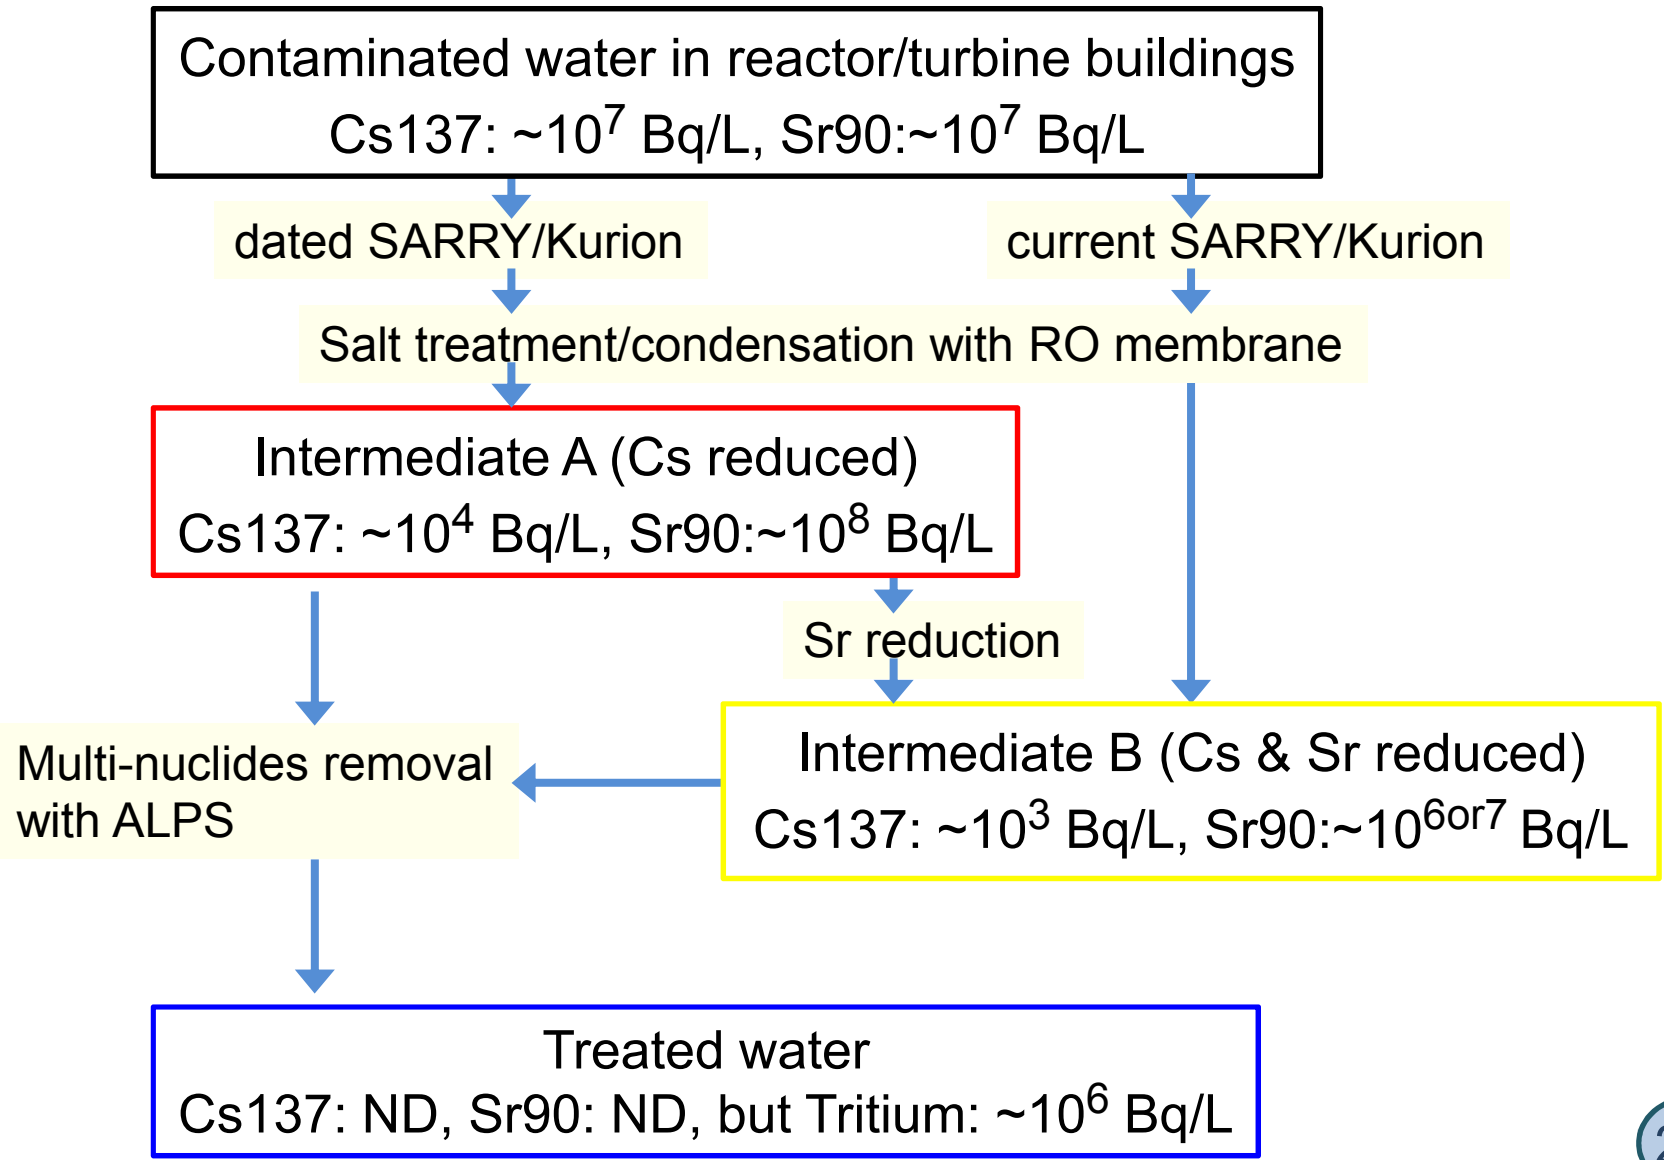 Contaminated water in reactor/turbine buildings
Cs137: ~10⁷ Bq/L, Sr90:~10⁷ Bq/L
dated SARRY/Kurion
current SARRY/Kurion
Salt treatment/condensation with RO membrane
Intermediate A (Cs reduced)
Cs137: ~10⁴ Bq/L, Sr90:~10⁸ Bq/L
Sr reduction
Multi-nuclides removal
with ALPS
Intermediate B (Cs & Sr reduced)
Cs137: ~10³ Bq/L, Sr90:~10⁶ᵒʳ⁷ Bq/L
Treated water
Cs137: ND, Sr90: ND, but Tritium: ~10⁶ Bq/L